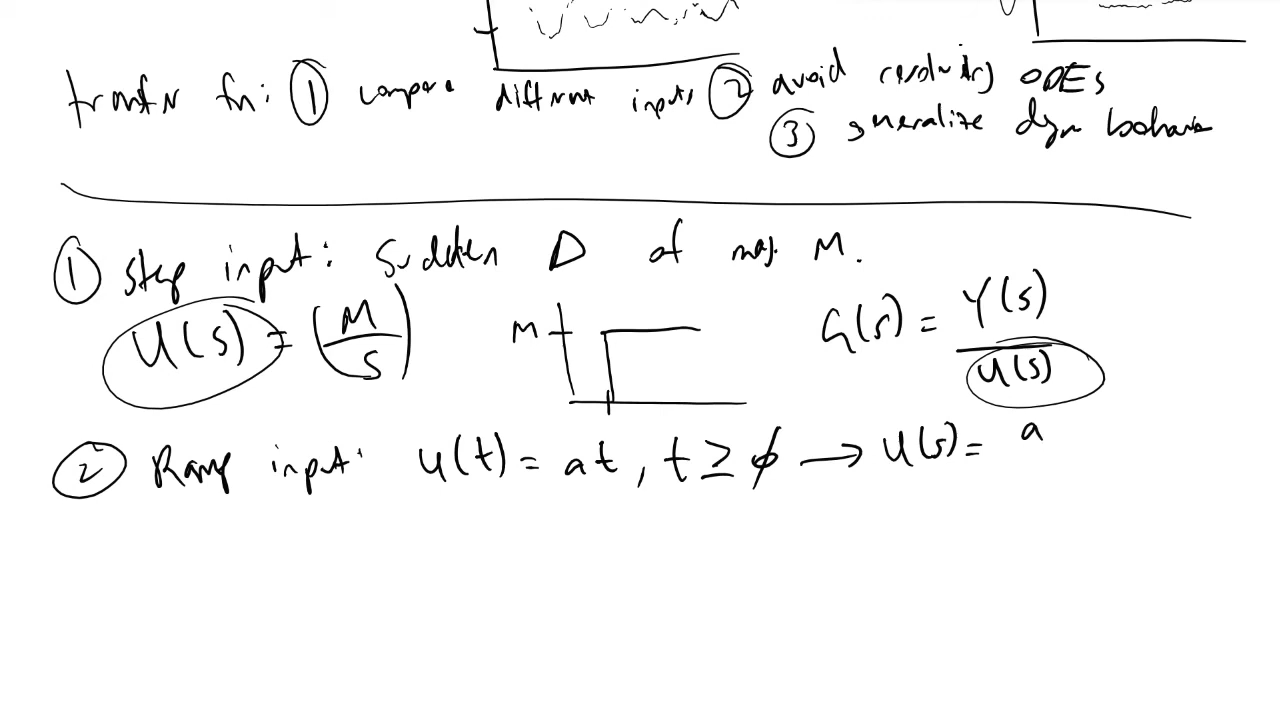 transfer fn: ① compare different inputs ② avoid resolving ODEs
③ generalize dyn behavior
① Step input: Sudden Δ of mag. M.
U(s) = (M/s) M G(s) = Y(s)/U(s)
② Ramp input: u(t) = at, t ≥ ϕ → U(s) = a